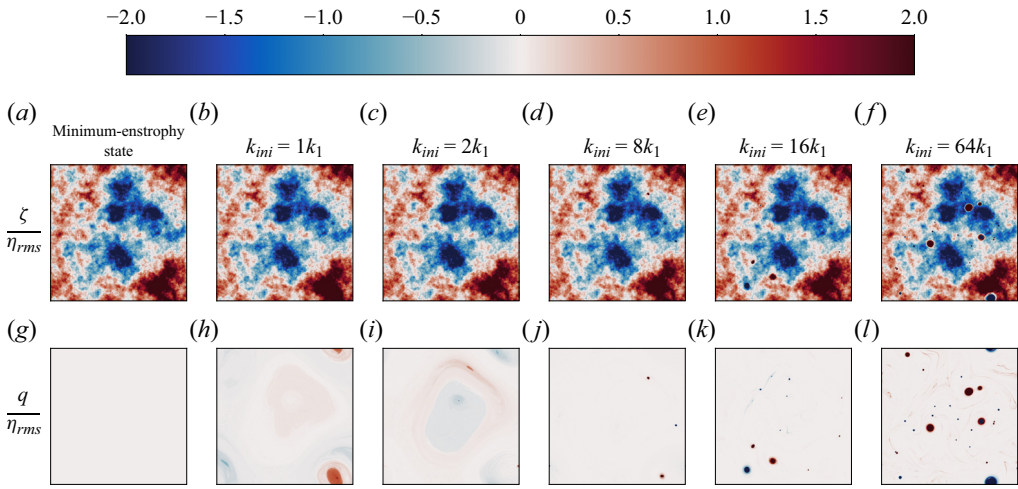 −2.0 −1.5 −1.0 −0.5 0 0.5 1.0 1.5 2.0
(a) (b) (c) (d) (e) (f)
Minimum-enstrophy
state
k_ini = 1k_1 k_ini = 2k_1 k_ini = 8k_1 k_ini = 16k_1 k_ini = 64k_1
ζ
η_rms
(g) (h) (i) (j) (k) (l)
q
η_rms